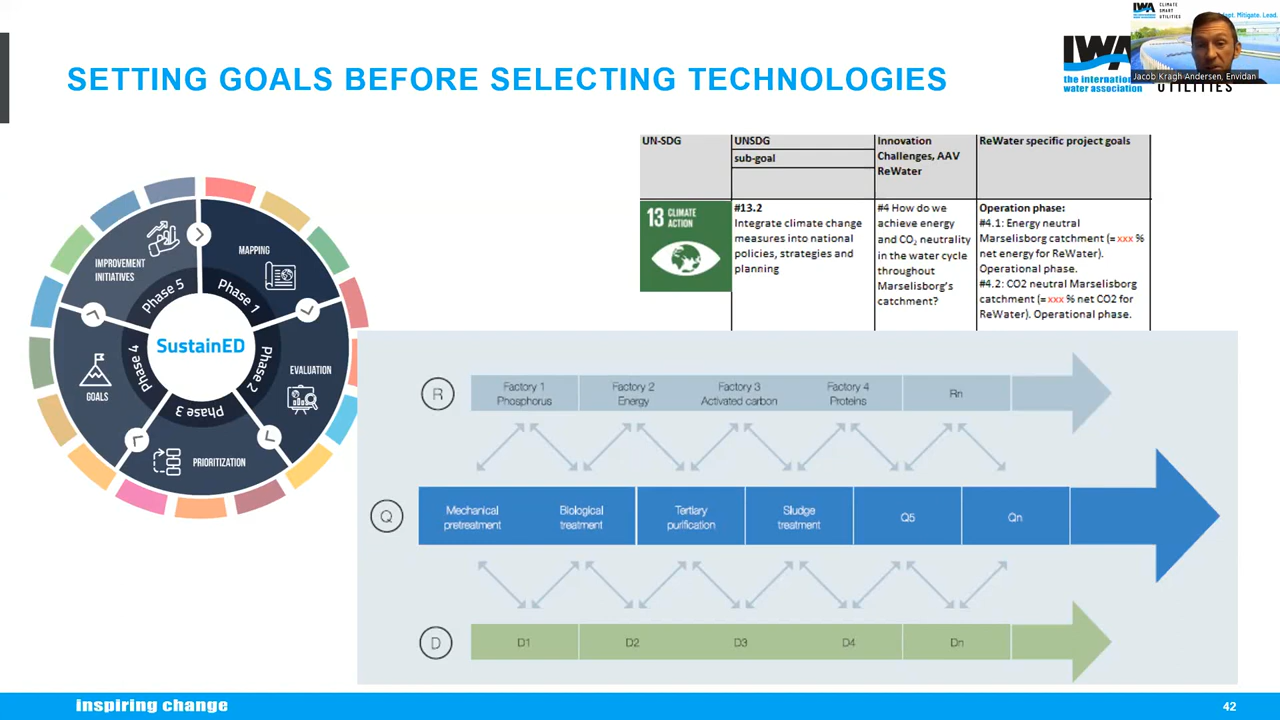 SETTING GOALS BEFORE SELECTING TECHNOLOGIES
IWA
the internation
water association
UTILITIES
IWA
CLIMATE
SMART
UTILITIES
Mitigate. Lead.
Jacob Kragh Andersen, Envidan
IMPROVEMENT
INITIATIVES
MAPPING
EVALUATION
PRIORITIZATION
GOALS
Phase 1
Phase 2
Phase 3
Phase 4
Phase 5
SustainED
UN-SDG
UNSDG
sub-goal
Innovation
Challenges, AAV
ReWater
ReWater specific project goals
13 CLIMATE
ACTION
#13.2
Integrate climate change
measures into national
policies, strategies and
planning
#4 How do we
achieve energy
and CO₂ neutrality
in the water cycle
throughout
Marselisborg's
catchment?
Operation phase:
#4.1: Energy neutral
Marselisborg catchment (= xxx %
net energy for ReWater).
Operational phase.
#4.2: CO2 neutral Marselisborg
catchment (= xxx % net CO2 for
ReWater). Operational phase.
R
Factory 1
Phosphorus
Factory 2
Energy
Factory 3
Activated carbon
Factory 4
Proteins
Rn
Q
Mechanical
pretreatment
Biological
treatment
Tertiary
purification
Sludge
treatment
Q5
Qn
D
D1
D2
D3
D4
Dn
inspiring change
42